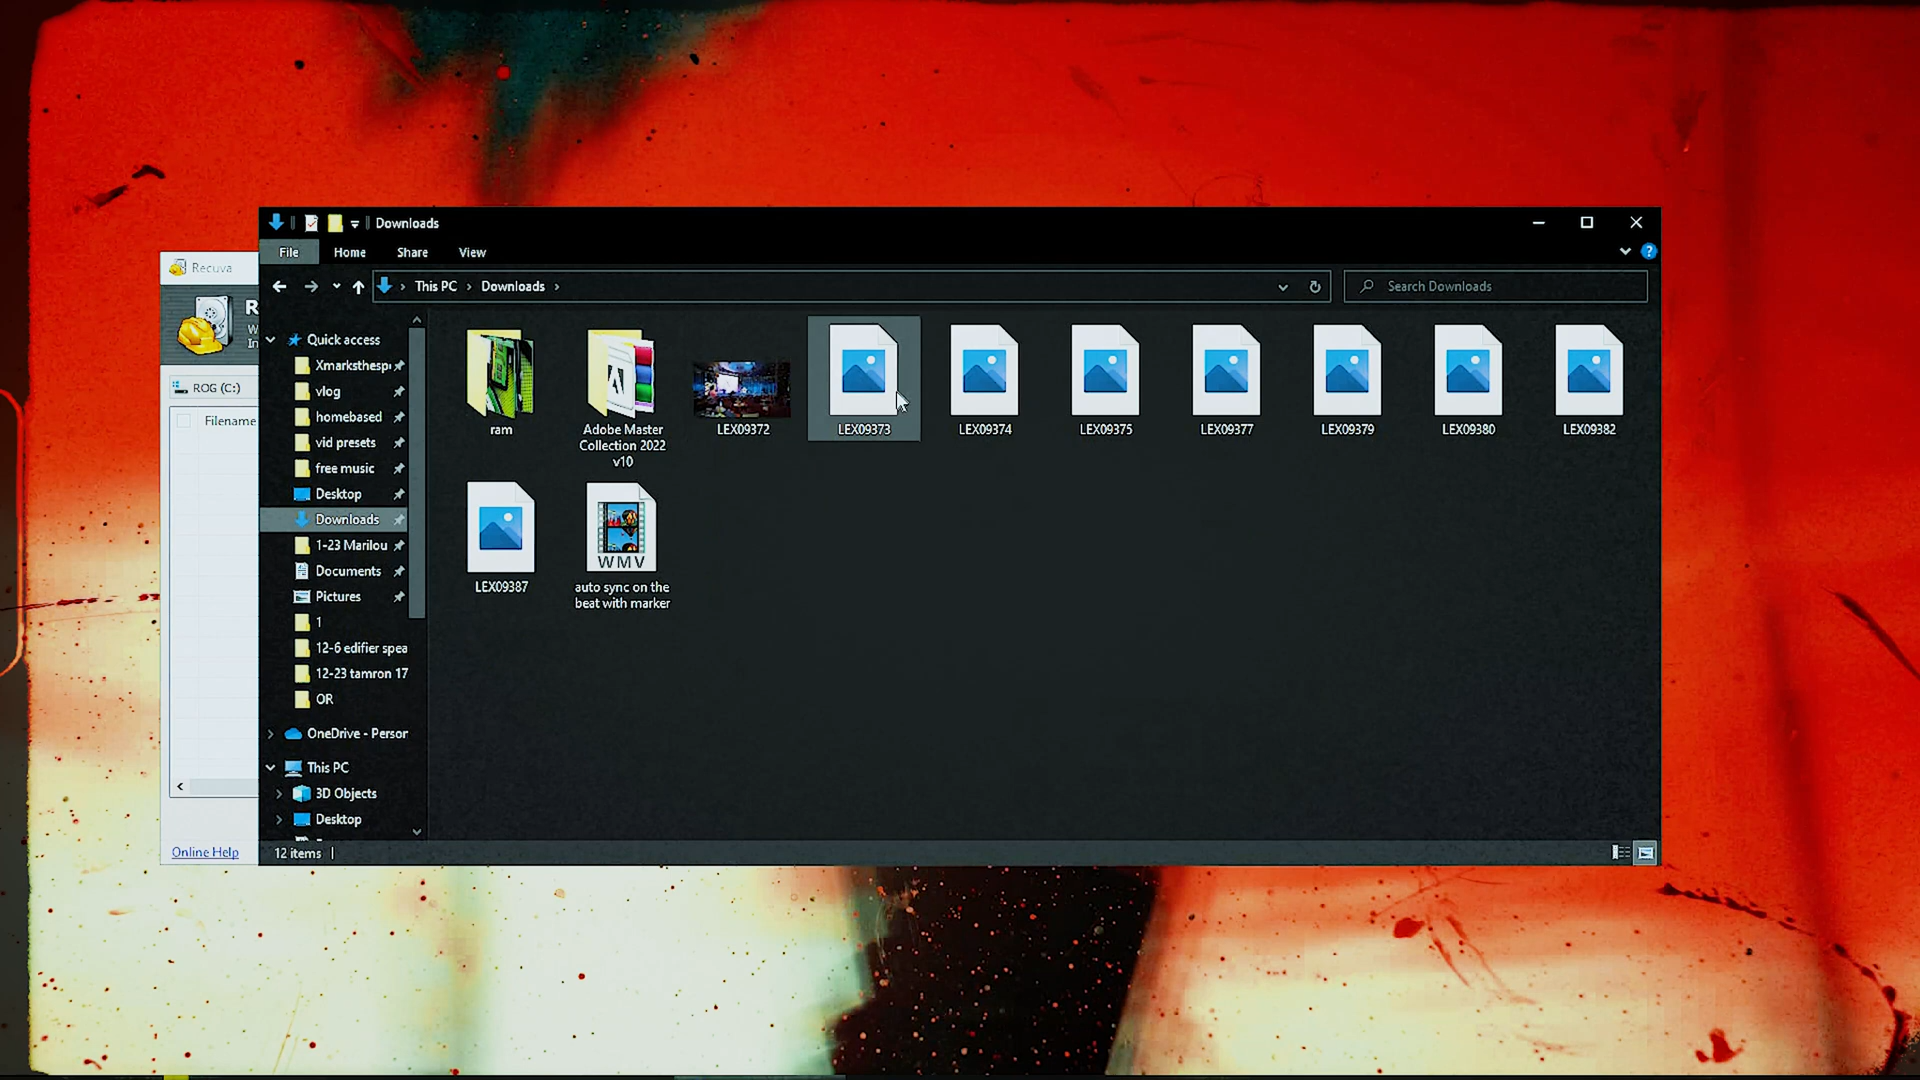 Downloads
File Home Share View
Recuva
This PC > Downloads >
Search Downloads
Quick access
Xmarksthesp
vlog
homebased
vid presets
free music
Desktop
Downloads
1-23 Marilou
Documents
Pictures
1
12-6 edifier spea
12-23 tamron 17
OR
OneDrive - Person
This PC
3D Objects
Desktop
ROG (C:)
Filename
Online Help
ram
Adobe Master
Collection 2022
v10
LEX09372
LEX09373
LEX09374
LEX09375
LEX09377
LEX09379
LEX09380
LEX09382
LEX09387
WMV
auto sync on the
beat with marker
12 items